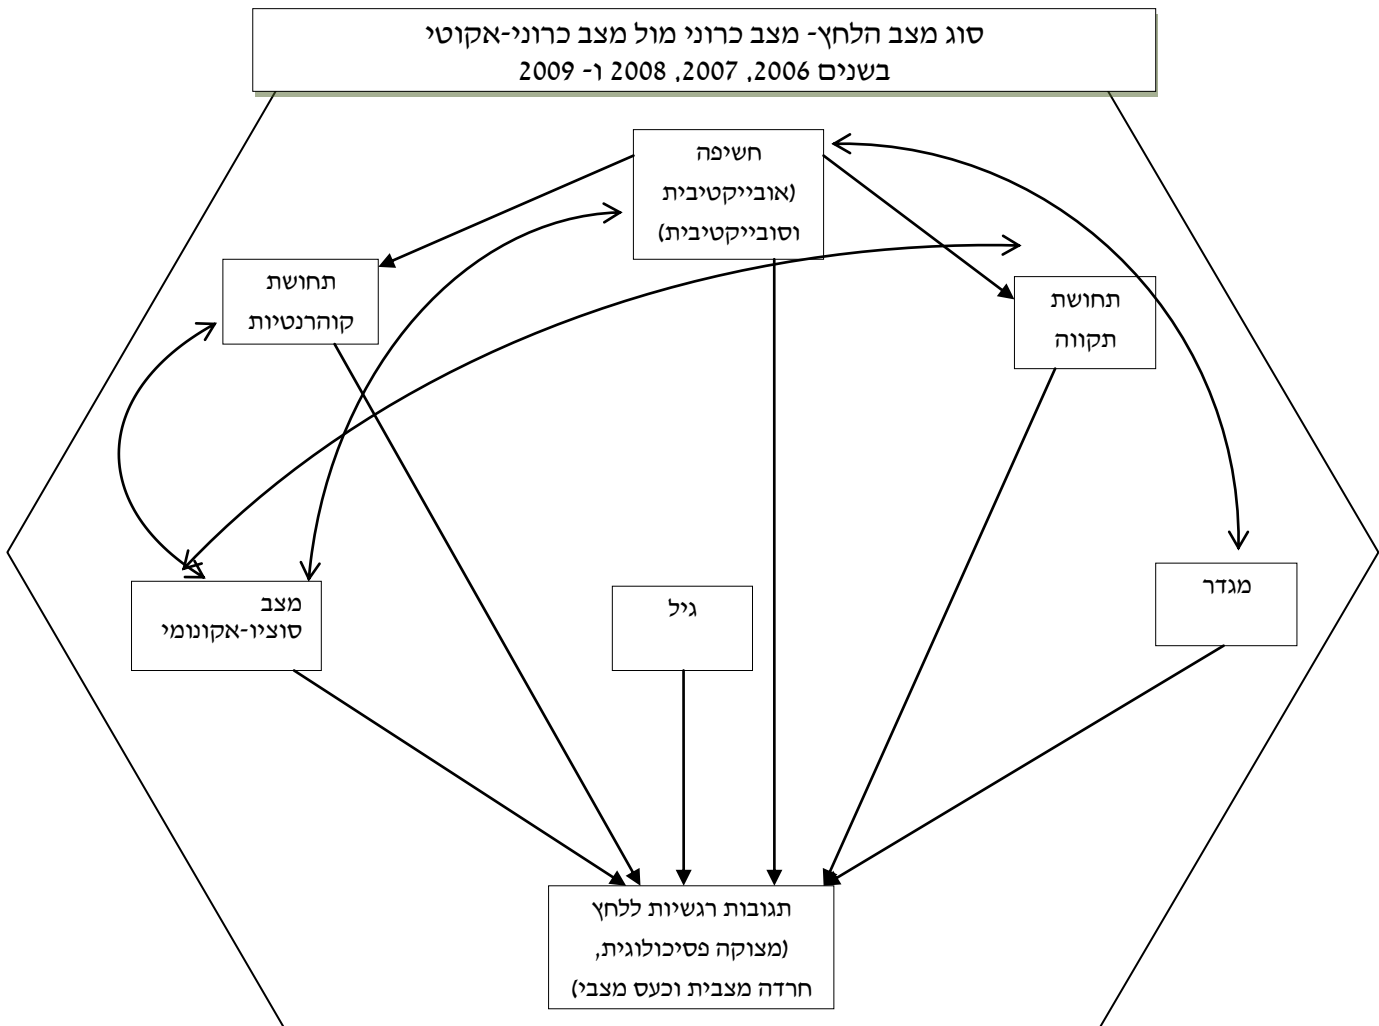 סוג מצב הלחץ- מצב כרוני מול מצב כרוני-אקוטי
בשנים 2006, 2007, 2008 ו- 2009
חשיפה
(אובייקטיבית
וסובייקטיבית)
תחושת
קוהרנטיות
תחושת
תקווה
מגדר
גיל
מצב
סוציו-אקונומי
תגובות רגשיות ללחץ
(מצוקה פסיכולוגית,
חרדה מצבית וכעס מצבי)